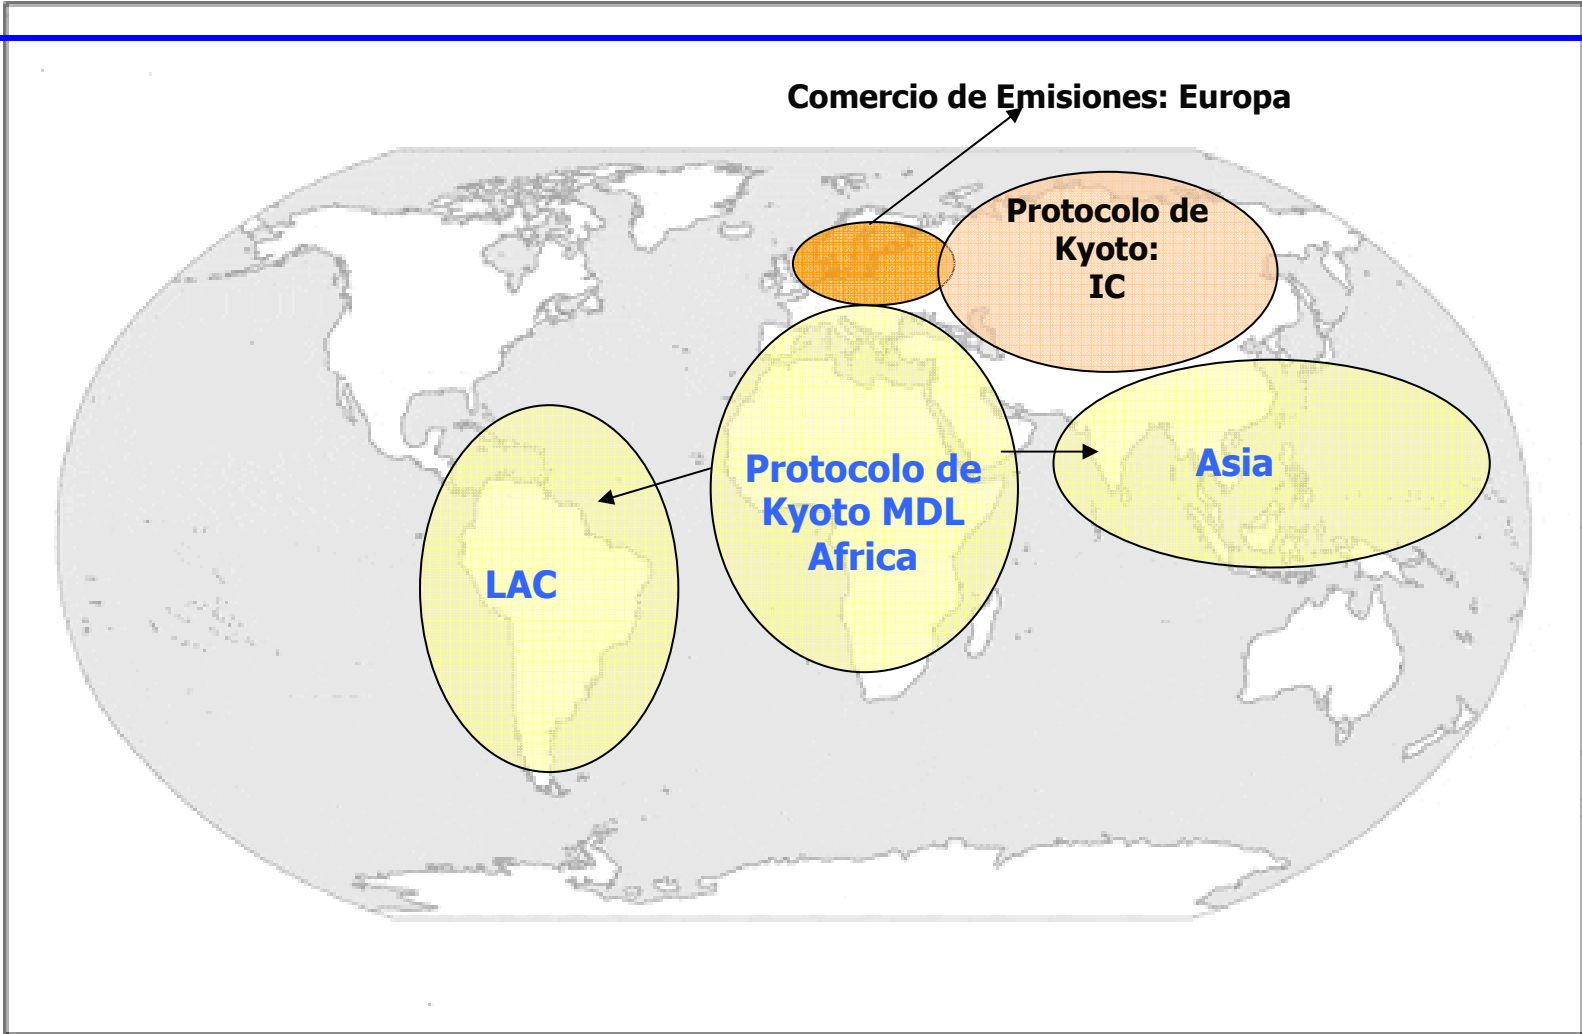 Comercio de Emisiones: Europa
Protocolo de
Kyoto:
IC
Protocolo de
Kyoto MDL
Africa
Asia
LAC